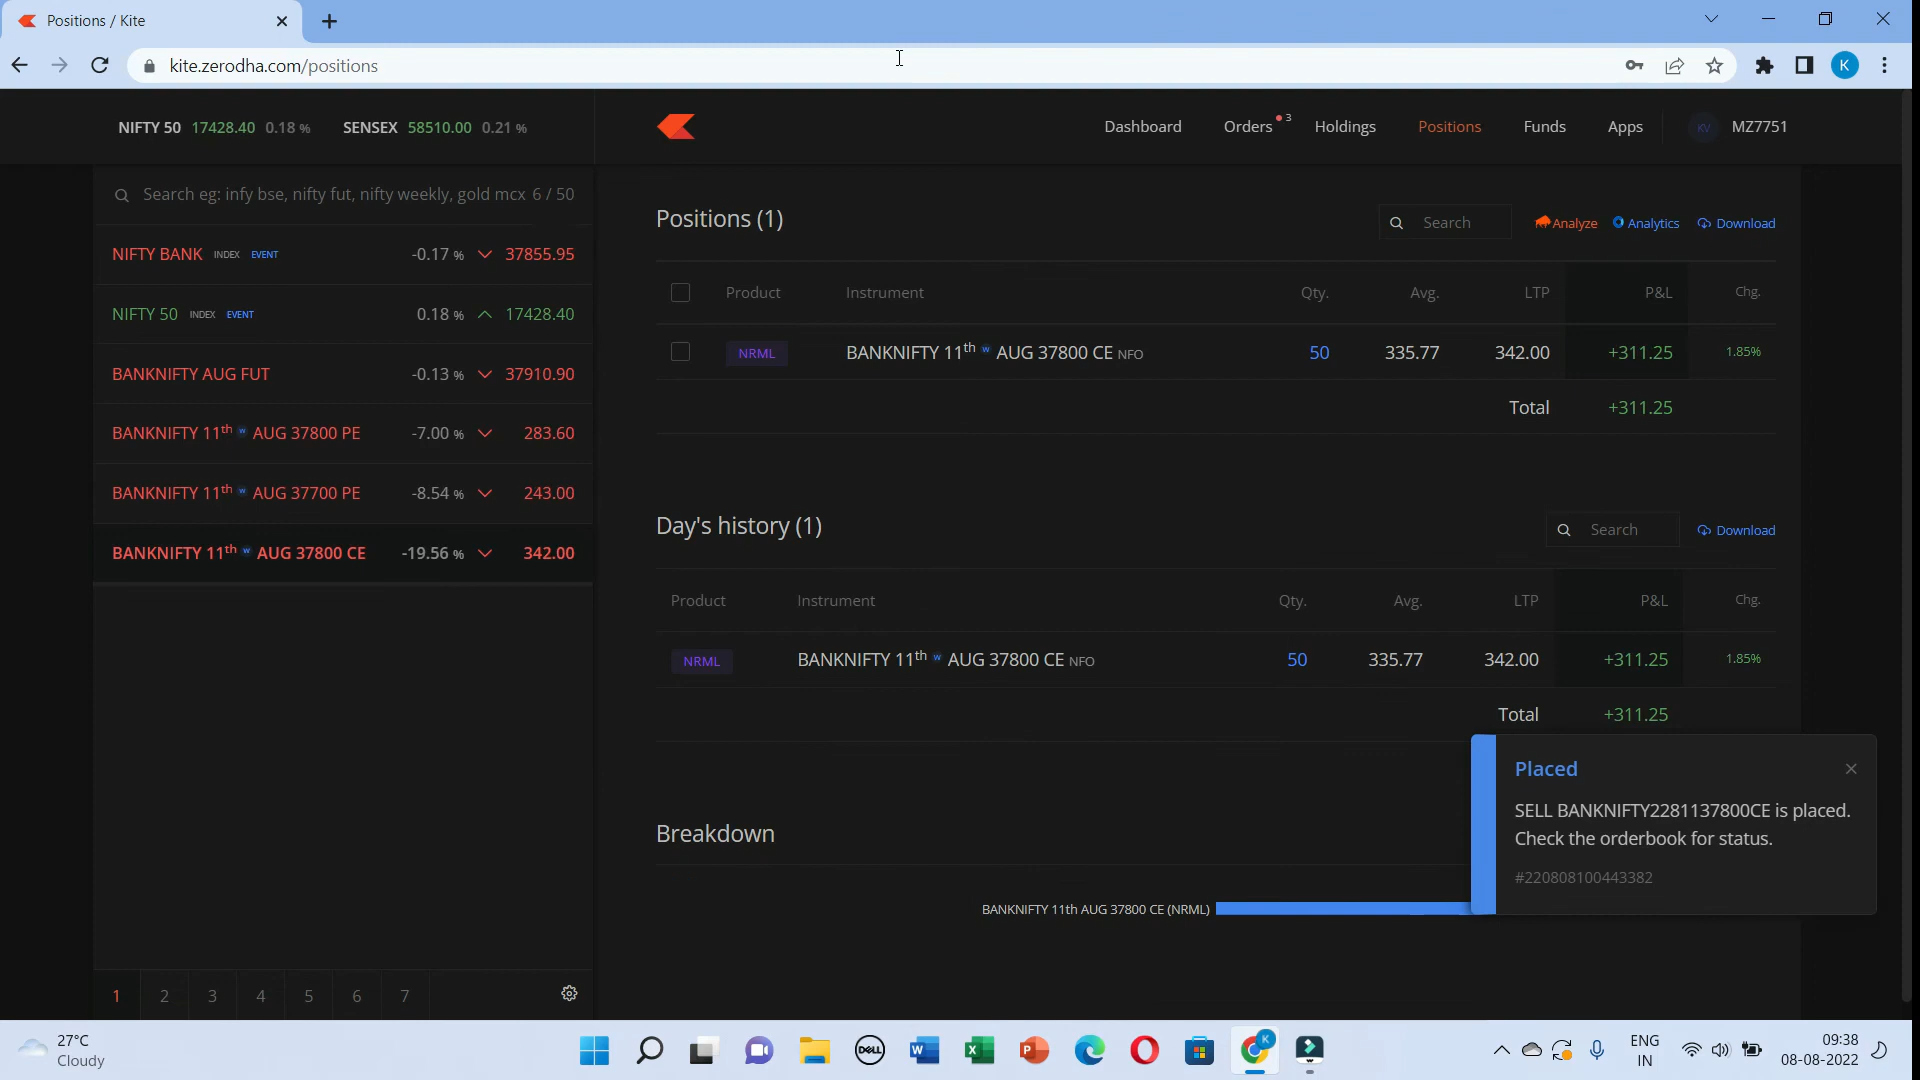 Positions / Kite
kite.zerodha.com/positions
K
NIFTY 50 17428.40 0.18 % SENSEX 58510.00 0.21 %
Dashboard Orders 3 Holdings Positions Funds Apps KV MZ7751
Search eg: infy bse, nifty fut, nifty weekly, gold mcx 6 / 50
NIFTY BANK INDEX EVENT -0.17 % 37855.95
NIFTY 50 INDEX EVENT 0.18 % 17428.40
BANKNIFTY AUG FUT -0.13 % 37910.90
BANKNIFTY 11th w AUG 37800 PE -7.00 % 283.60
BANKNIFTY 11th w AUG 37700 PE -8.54 % 243.00
BANKNIFTY 11th w AUG 37800 CE -19.56 % 342.00
1 2 3 4 5 6 7
Positions (1) Search Analyze Analytics Download
Product Instrument Qty. Avg. LTP P&L Chg.
NRML BANKNIFTY 11th w AUG 37800 CE NFO 50 335.77 342.00 +311.25 1.85%
Total +311.25
Day's history (1) Search Download
Product Instrument Qty. Avg. LTP P&L Chg.
NRML BANKNIFTY 11th w AUG 37800 CE NFO 50 335.77 342.00 +311.25 1.85%
Total +311.25
Breakdown
BANKNIFTY 11th AUG 37800 CE (NRML)
Placed
SELL BANKNIFTY2281137800CE is placed.
Check the orderbook for status.
#220808100443382
27°C
Cloudy
DELL
W
X
P
K
ENG
IN
09:38
08-08-2022